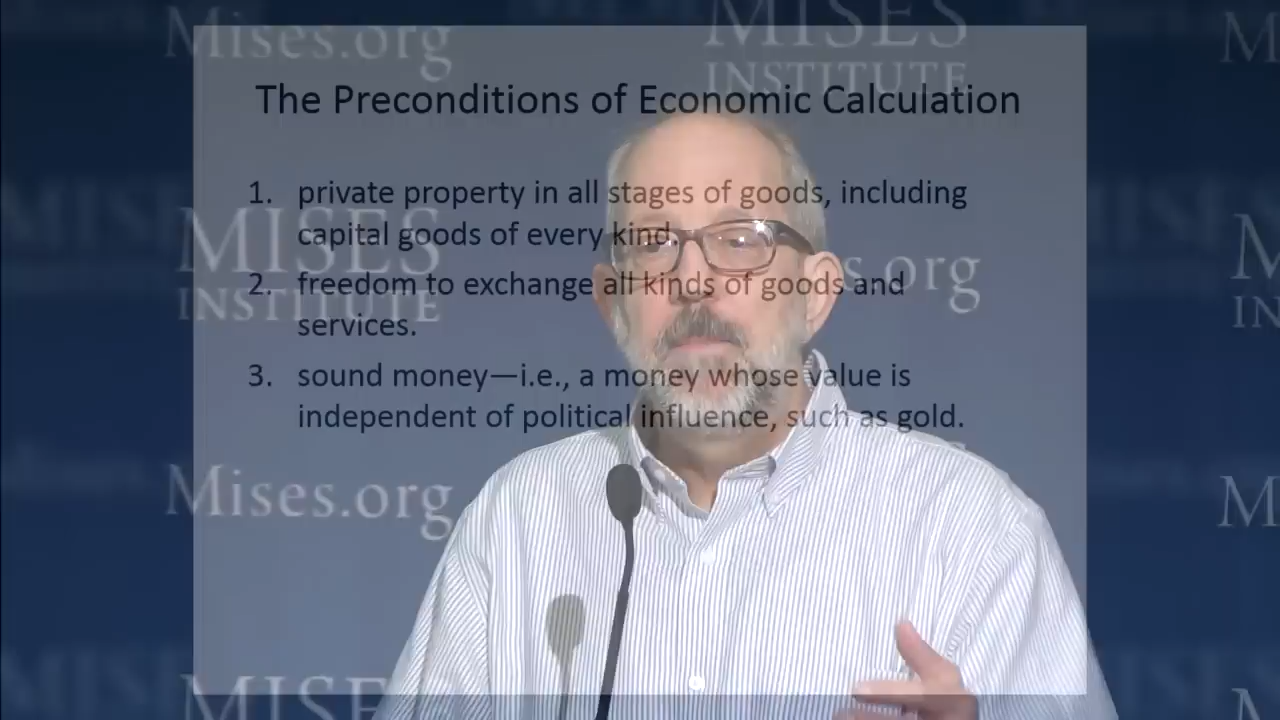 Mises.org
MISES
INSTITUTE
The Preconditions of Economic Calculation
1. private property in all stages of goods, including
capital goods of every kind.
2. freedom to exchange all kinds of goods and
services.
3. sound money—i.e., a money whose value is
independent of political influence, such as gold.
MISES
INSTITUTE
s.org
Mises.org
MISES